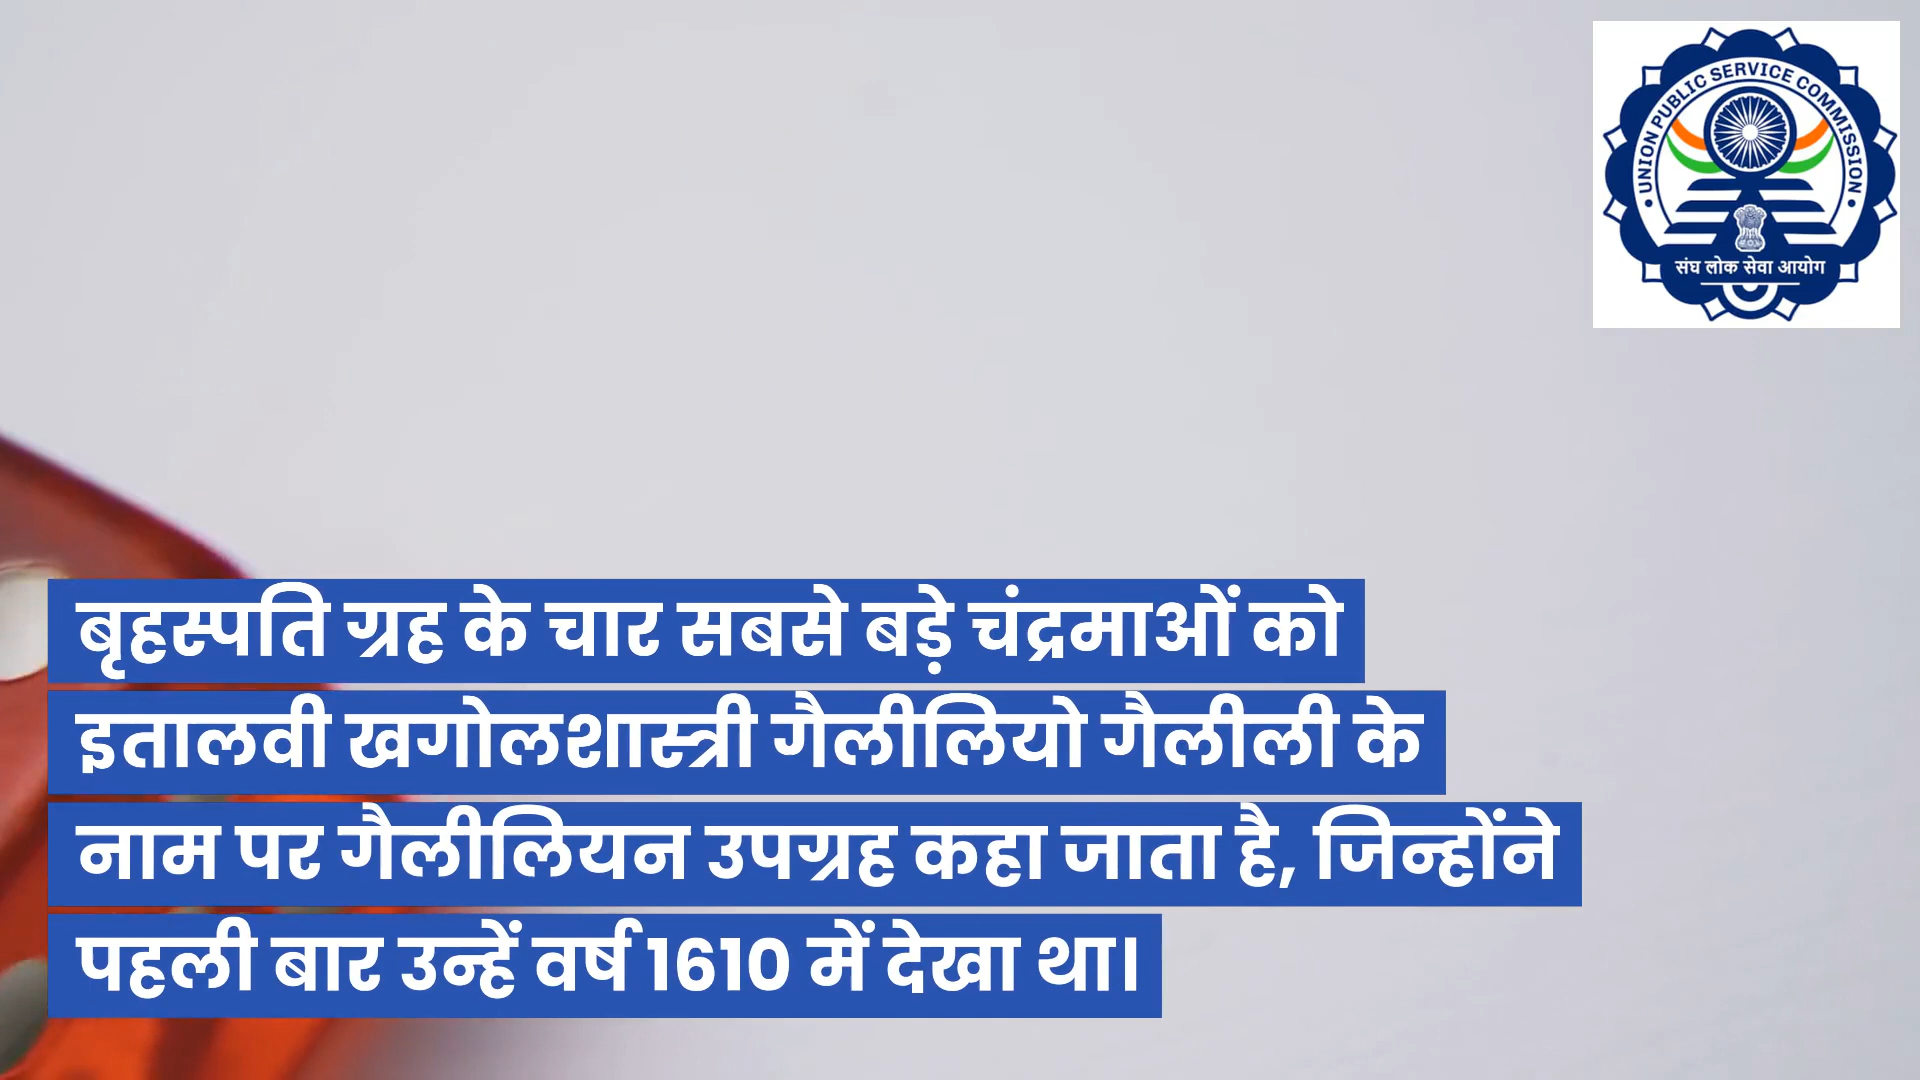 UNION PUBLIC SERVICE COMMISSION
संघ लोक सेवा आयोग
बृहस्पति ग्रह के चार सबसे बड़े चंद्रमाओं को
इतालवी खगोलशास्त्री गैलीलियो गैलीली के
नाम पर गैलीलियन उपग्रह कहा जाता है, जिन्होंने
पहली बार उन्हें वर्ष 1610 में देखा था।